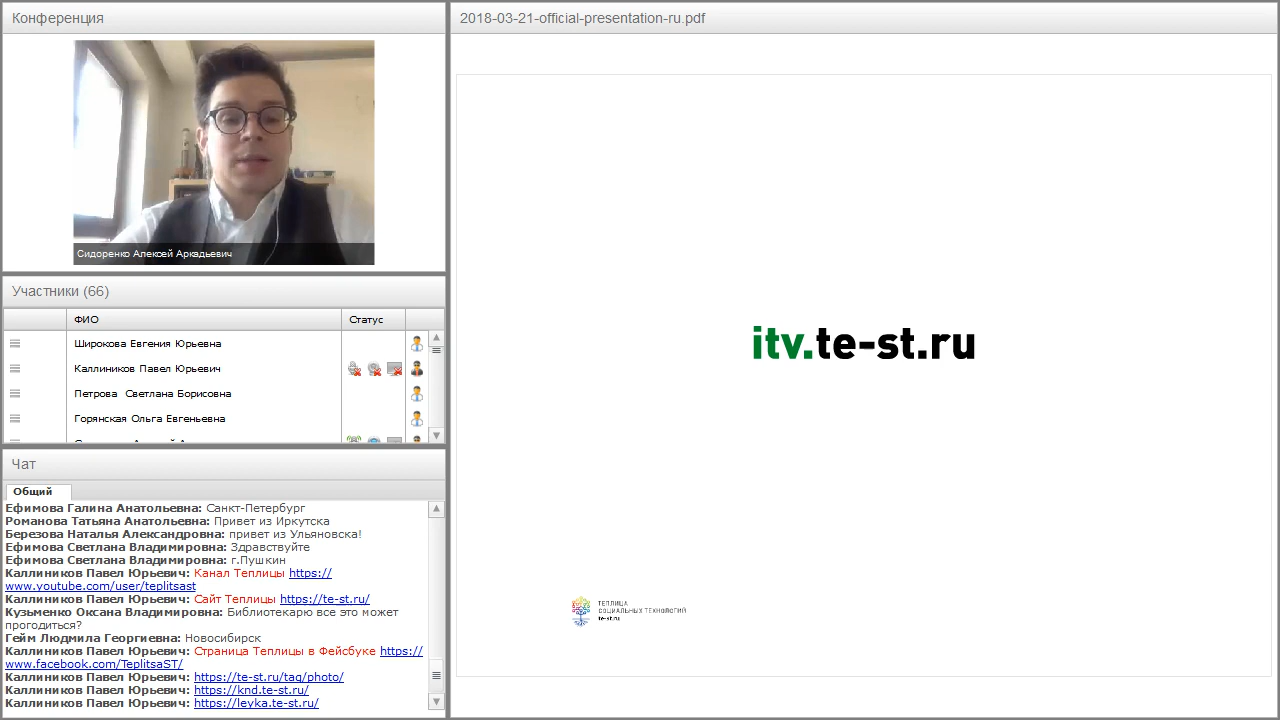 Конференция
Сидоренко Алексей Аркадьевич
Участники (66)
ФИО
Статус
Широкова Евгения Юрьевна
Каллиников Павел Юрьевич
Петрова Светлана Борисовна
Горянская Ольга Евгеньевна
Чат
Общий
Ефимова Галина Анатольевна: Санкт-Петербург
Романова Татьяна Анатольевна: Привет из Иркутска
Березова Наталья Александровна: привет из Ульяновска!
Ефимова Светлана Владимировна: Здравствуйте
Ефимова Светлана Владимировна: г.Пушкин
Каллиников Павел Юрьевич: Канал Теплицы https://
www.youtube.com/user/teplitsast
Каллиников Павел Юрьевич: Сайт Теплицы https://te-st.ru/
Кузьменко Оксана Владимировна: Библиотекарю все это может
прогодиться?
Гейм Людмила Георгиевна: Новосибирск
Каллиников Павел Юрьевич: Страница Теплицы в Фейсбуке https://
www.facebook.com/TeplitsaST/
Каллиников Павел Юрьевич: https://te-st.ru/tag/photo/
Каллиников Павел Юрьевич: https://knd.te-st.ru/
Каллиников Павел Юрьевич: https://leyka.te-st.ru/
2018-03-21-official-presentation-ru.pdf
itv.te-st.ru
ТЕПЛИЦА
СОЦИАЛЬНЫХ ТЕХНОЛОГИЙ
te-st.ru